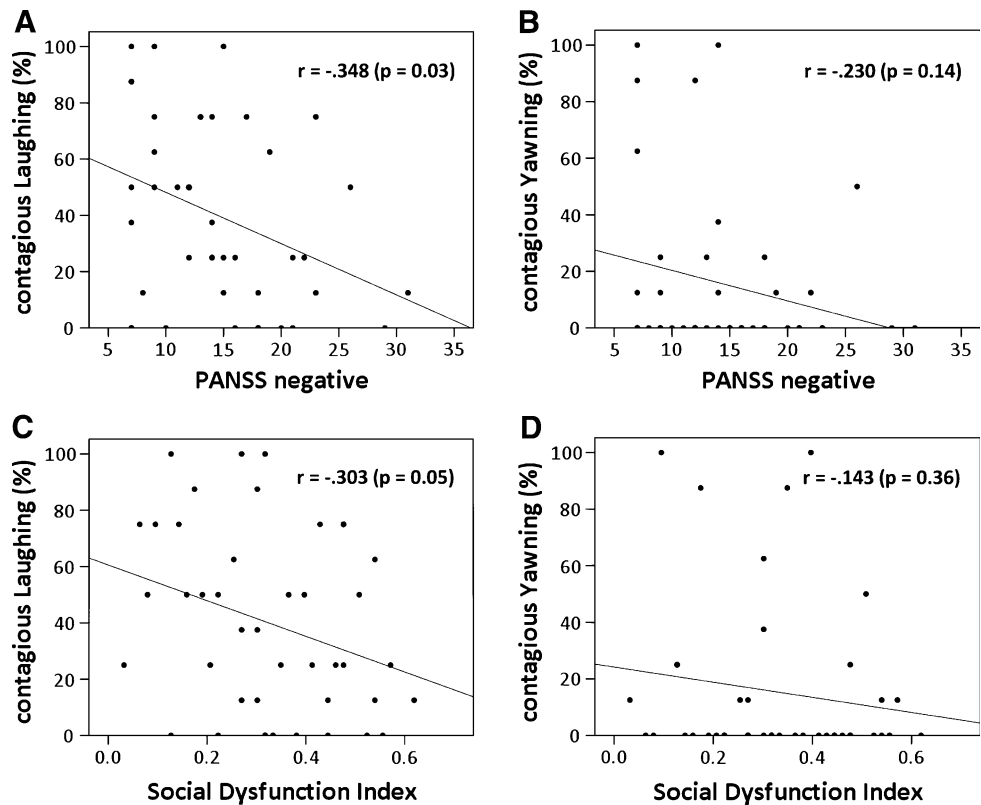 A
contagious Laughing (%)
100
80
60
40
20
0
r = -.348 (p = 0.03)
5 10 15 20 25 30 35
PANSS negative
B
contagious Yawning (%)
100
80
60
40
20
0
r = -.230 (p = 0.14)
5 10 15 20 25 30 35
PANSS negative
C
contagious Laughing (%)
100
80
60
40
20
0
r = -.303 (p = 0.05)
0.0 0.2 0.4 0.6
Social Dysfunction Index
D
contagious Yawning (%)
100
80
60
40
20
0
r = -.143 (p = 0.36)
0.0 0.2 0.4 0.6
Social Dysfunction Index